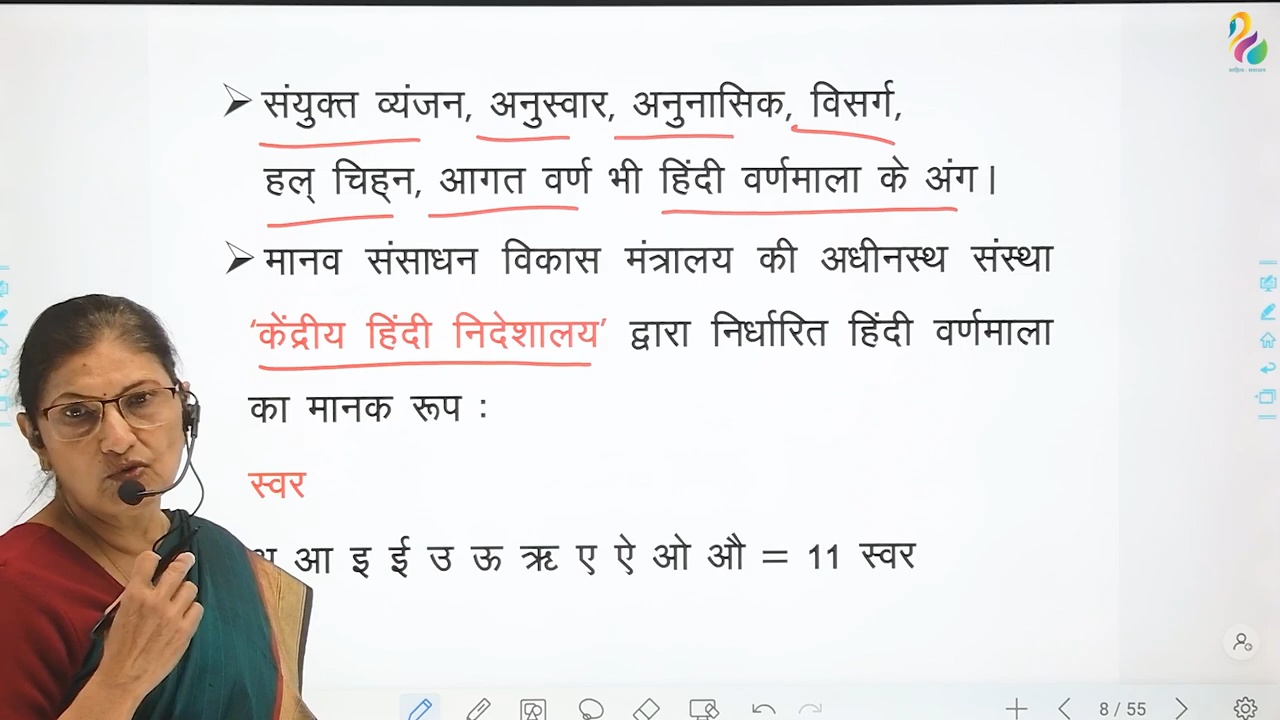 ➢ संयुक्त व्यंजन, अनुस्वार, अनुनासिक, विसर्ग,
हल् चिह्न, आगत वर्ण भी हिंदी वर्णमाला के अंग।
➢ मानव संसाधन विकास मंत्रालय की अधीनस्थ संस्था
‘केंद्रीय हिंदी निदेशालय’ द्वारा निर्धारित हिंदी वर्णमाला
का मानक रूप :
स्वर
आ इ ई उ ऊ ऋ ए ऐ ओ औ = 11 स्वर
8 / 55